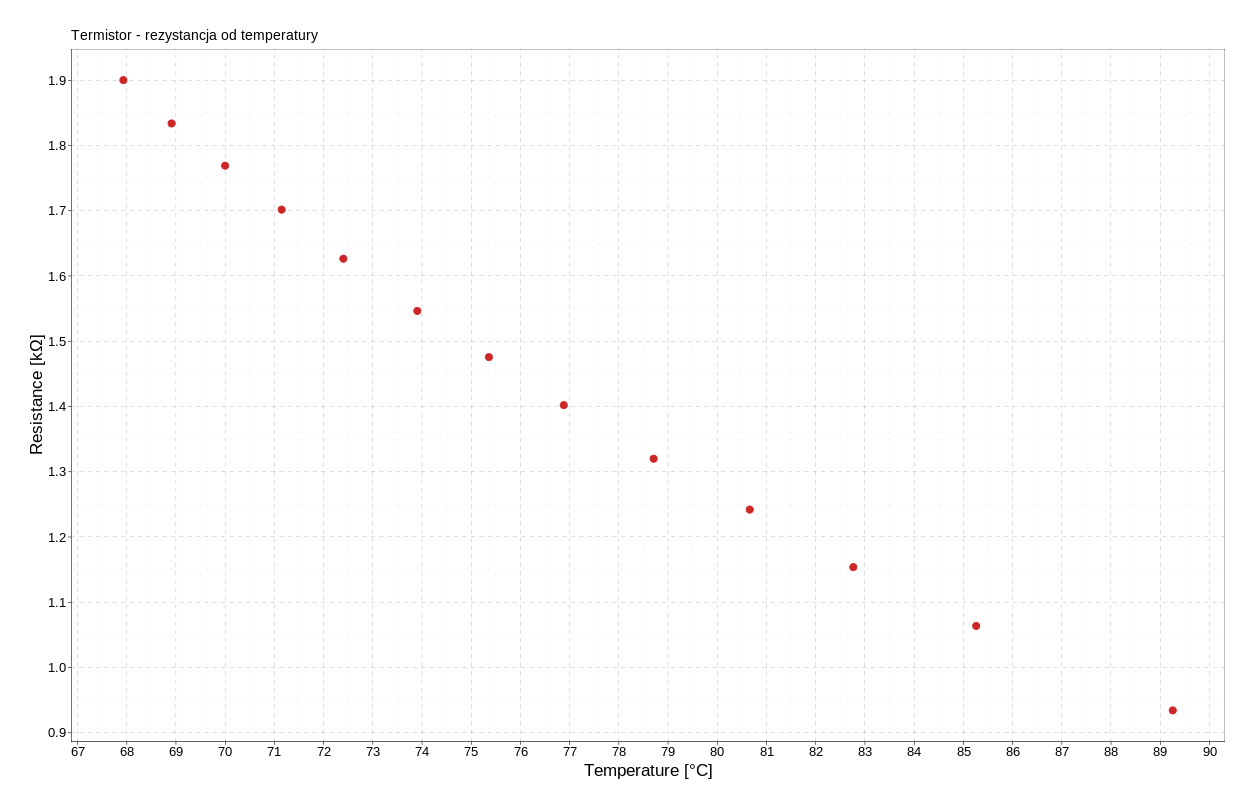 Termistor - rezystancja od temperatury
1.9
1.8
1.7
1.6
1.5
1.4
1.3
1.2
1.1
1.0
0.9
Resistance [kΩ]
67 68 69 70 71 72 73 74 75 76 77 78 79 80 81 82 83 84 85 86 87 88 89 90
Temperature [°C]